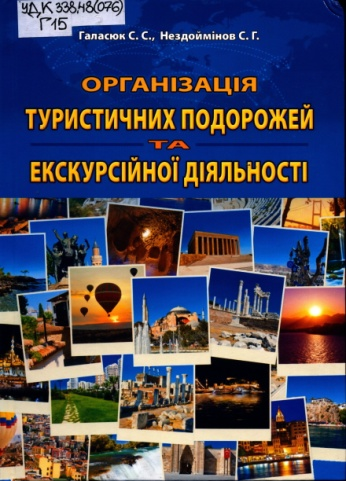 УДК 338.48(076)
Г15
Галасюк С. С., Нездоймінов С. Г.
ОРГАНІЗАЦІЯ
ТУРИСТИЧНИХ ПОДОРОЖЕЙ
ТА
ЕКСКУРСІЙНОЇ ДІЯЛЬНОСТІ